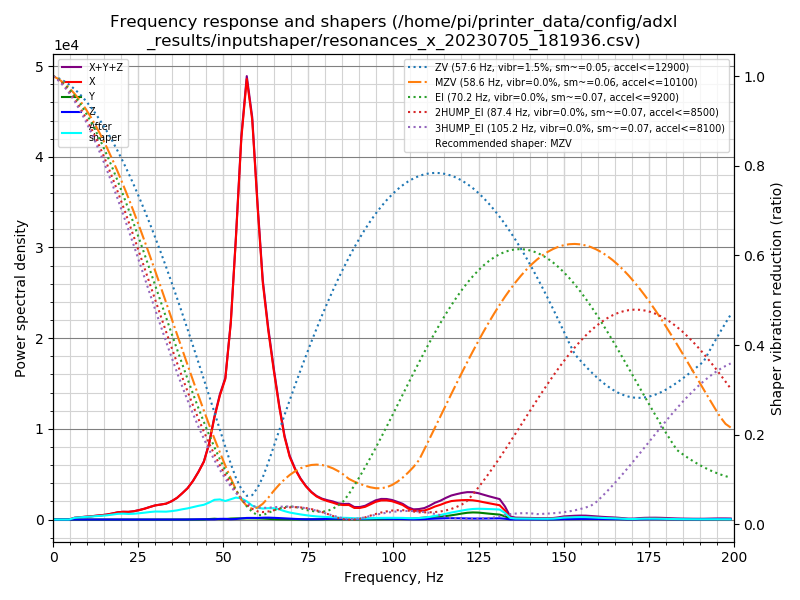 Frequency response and shapers (/home/pi/printer_data/config/adxl
_results/inputshaper/resonances_x_20230705_181936.csv)
1e4
X+Y+Z
X
Y
Z
After
shaper
ZV (57.6 Hz, vibr=1.5%, sm~=0.05, accel<=12900)
MZV (58.6 Hz, vibr=0.0%, sm~=0.06, accel<=10100)
EI (70.2 Hz, vibr=0.0%, sm~=0.07, accel<=9200)
2HUMP_EI (87.4 Hz, vibr=0.0%, sm~=0.07, accel<=8500)
3HUMP_EI (105.2 Hz, vibr=0.0%, sm~=0.07, accel<=8100)
Recommended shaper: MZV
5
4
3
2
1
0
Power spectral density
1.0
0.8
0.6
0.4
0.2
0.0
Shaper vibration reduction (ratio)
0 25 50 75 100 125 150 175 200
Frequency, Hz